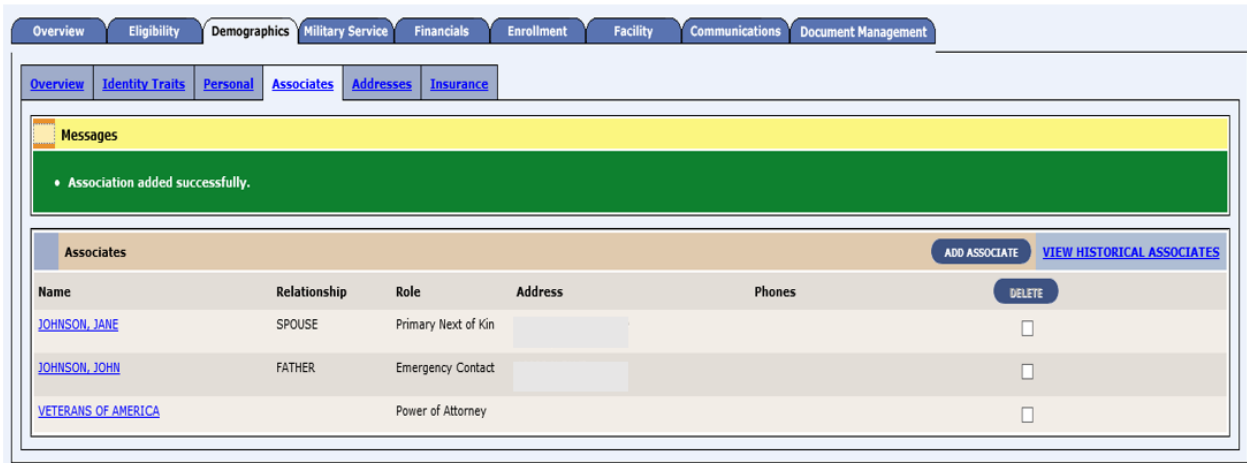 Overview Eligibility Demographics Military Service Financials Enrollment Facility Communications Document Management
Overview Identity Traits Personal Associates Addresses Insurance
Messages
• Association added successfully.
Associates ADD ASSOCIATE VIEW HISTORICAL ASSOCIATES
Name Relationship Role Address Phones DELETE
JOHNSON, JANE SPOUSE Primary Next of Kin
JOHNSON, JOHN FATHER Emergency Contact
VETERANS OF AMERICA Power of Attorney